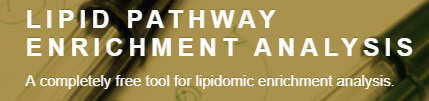 LIPID PATHWAY
ENRICHMENT ANALYSIS
A completely free tool for lipidomic enrichment analysis.